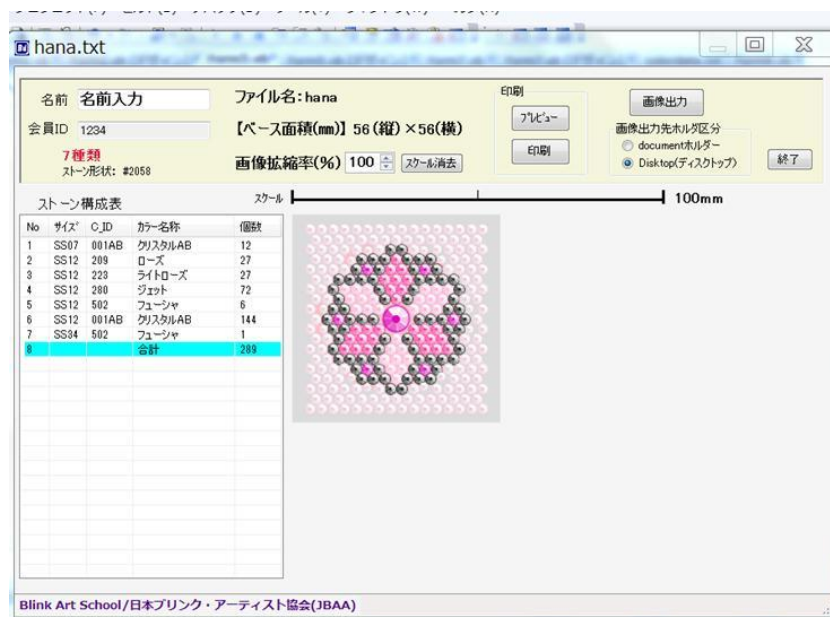 hana.txt
名前 名前入力
会員ID 1234
7種類
ストーン形状: #2058
ファイル名:hana
【ベース面積(mm)】56(縦)×56(横)
画像拡縮率(%) 100 スケール消去
印刷
プレビュー
印刷
画像出力
画像出力先ホルダ区分
documentホルダー
Disktop(ディスクトップ)
終了
スケール 100mm
ストーン構成表
No サイズ C_ID カラー名称 個数
1 SS07 001AB クリスタルAB 12
2 SS12 209 ローズ 27
3 SS12 223 ライトローズ 27
4 SS12 280 ジェット 72
5 SS12 502 フューシャ 6
6 SS12 001AB クリスタルAB 144
7 SS34 502 フューシャ 1
8 合計 289
Blink Art School/日本ブリンク・アーティスト協会(JBAA)